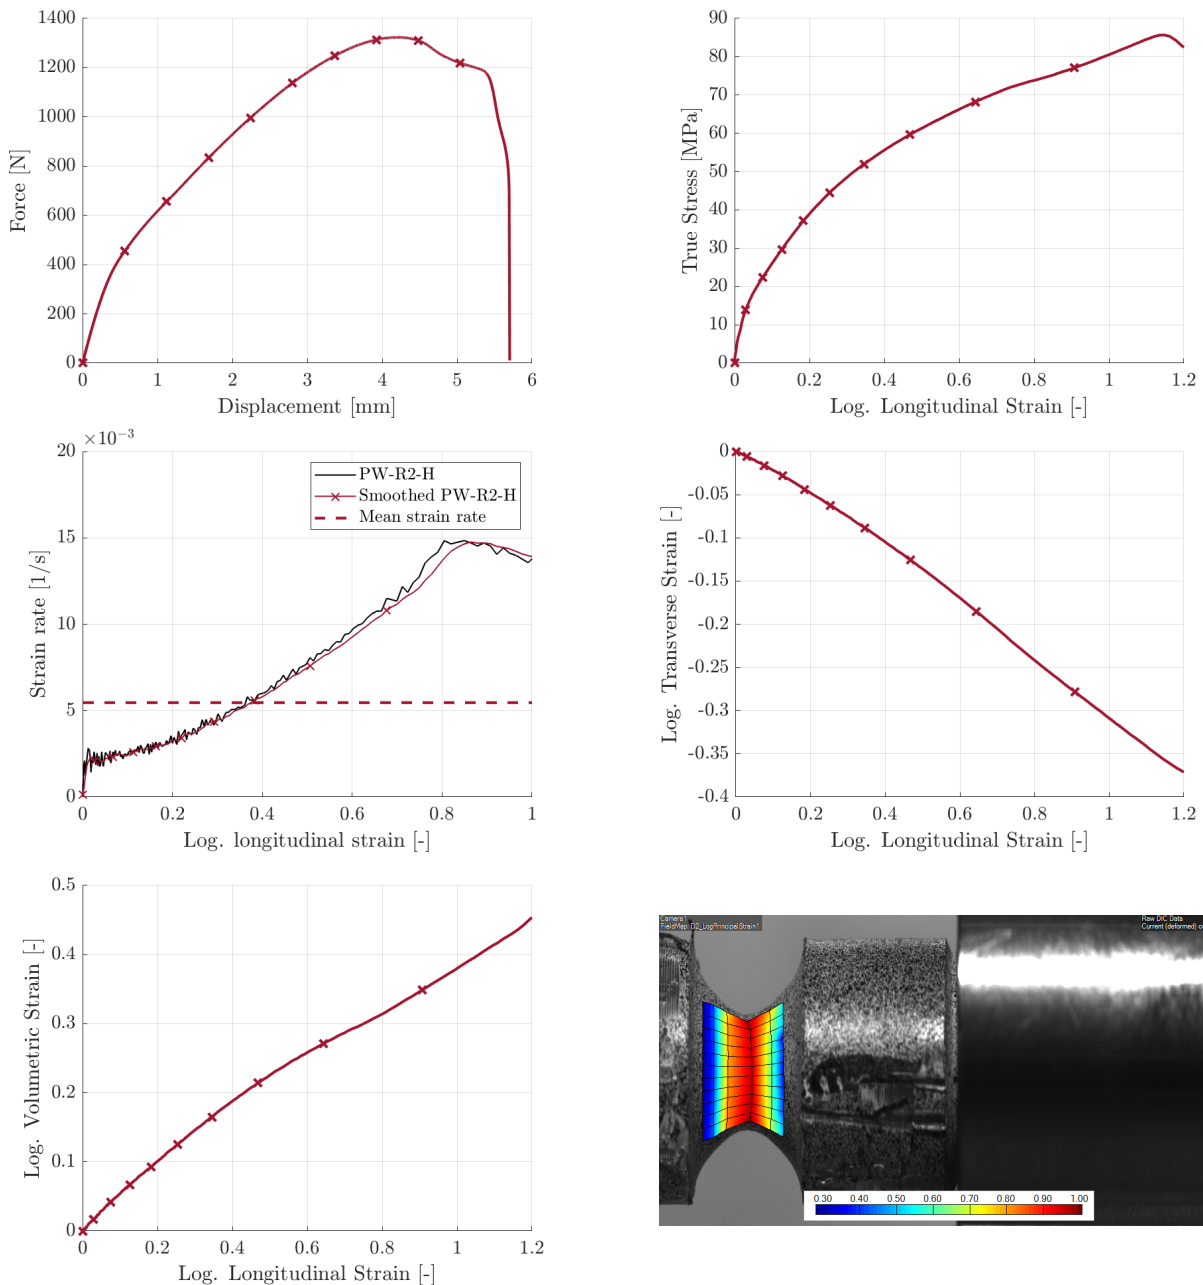 1400
1200
1000
800
600
400
200
0
0 1 2 3 4 5 6
Force [N]
Displacement [mm]
90
80
70
60
50
40
30
20
10
0
0 0.2 0.4 0.6 0.8 1 1.2
True Stress [MPa]
Log. Longitudinal Strain [-]
×10⁻³
20
15
10
5
0
0 0.2 0.4 0.6 0.8 1
Strain rate [1/s]
Log. longitudinal strain [-]
PW-R2-H
Smoothed PW-R2-H
Mean strain rate
0
-0.05
-0.1
-0.15
-0.2
-0.25
-0.3
-0.35
-0.4
0 0.2 0.4 0.6 0.8 1 1.2
Log. Transverse Strain [-]
Log. Longitudinal Strain [-]
0.5
0.4
0.3
0.2
0.1
0
0 0.2 0.4 0.6 0.8 1 1.2
Log. Volumetric Strain [-]
Log. Longitudinal Strain [-]
Camera1
FieldMap D2_LogPrincipalStrain1
Raw DIC Data
Current (deformed) c
0.30 0.40 0.50 0.60 0.70 0.80 0.90 1.00